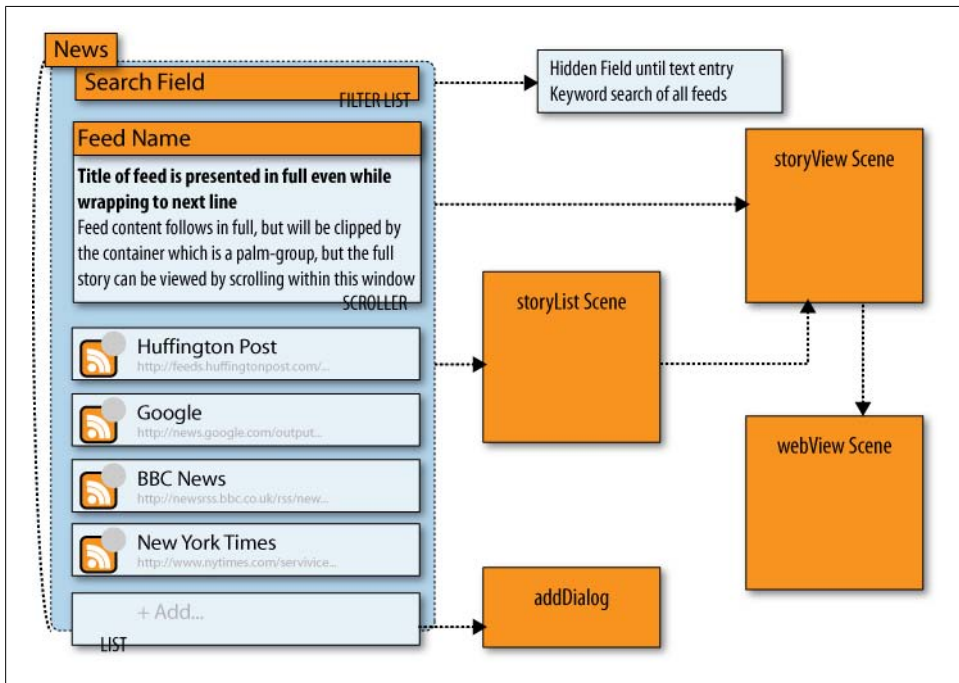 News
Search Field
FILTER LIST
Hidden Field until text entry
Keyword search of all feeds
Feed Name
Title of feed is presented in full even while
wrapping to next line
Feed content follows in full, but will be clipped by
the container which is a palm-group, but the full
story can be viewed by scrolling within this window
SCROLLER
storyView Scene
storyList Scene
Huffington Post
http://feeds.huffingtonpost.com/...
Google
http://news.google.com/output...
BBC News
http://newsrss.bbc.co.uk/rss/new...
New York Times
http://www.nytimes.com/servivice...
webView Scene
+ Add...
LIST
addDialog